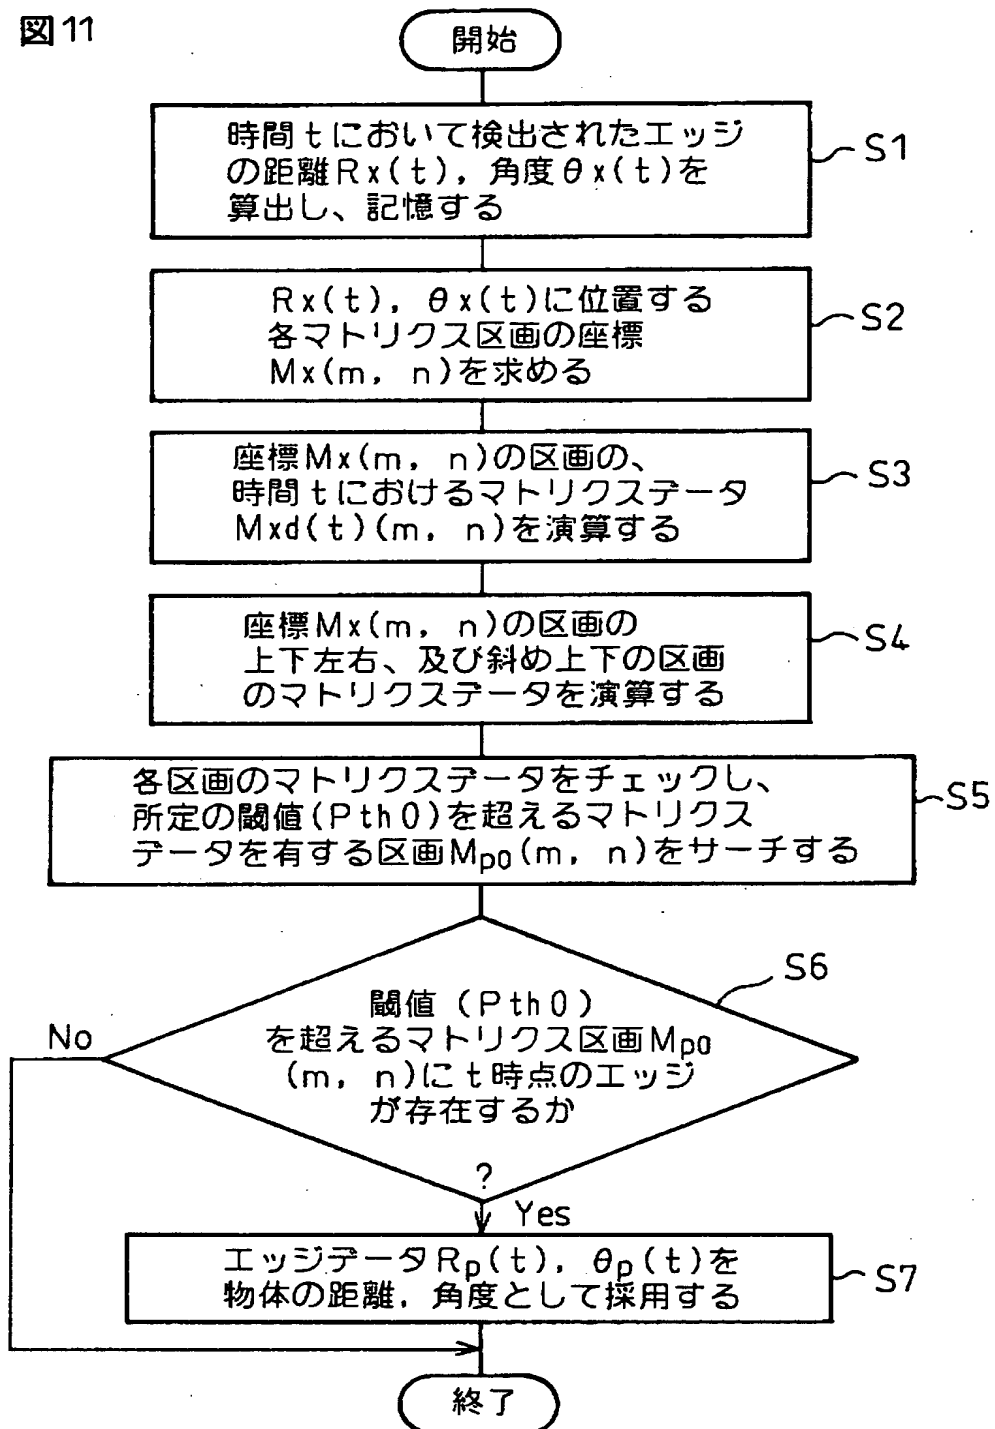 図11
開始
時間tにおいて検出されたエッジ
の距離Rx(t), 角度θx(t)を
算出し、記憶する
S1
Rx(t), θx(t)に位置する
各マトリクス区画の座標
Mx(m, n)を求める
S2
座標Mx(m, n)の区画の、
時間tにおけるマトリクスデータ
Mxd(t)(m, n)を演算する
S3
座標Mx(m, n)の区画の
上下左右、及び斜め上下の区画
のマトリクスデータを演算する
S4
各区画のマトリクスデータをチェックし、
所定の閾値(Pth0)を超えるマトリクス
データを有する区画Mp0(m, n)をサーチする
S5
閾値(Pth0)
を超えるマトリクス区画Mp0
(m, n)にt時点のエッジ
が存在するか
?
S6
No
Yes
エッジデータRp(t), θp(t)を
物体の距離, 角度として採用する
S7
終了